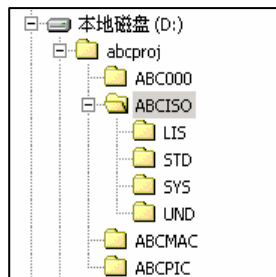 本地磁盘 (D:)
abcproj
ABC000
ABCISO
LIS
STD
SYS
UND
ABCMAC
ABCPIC